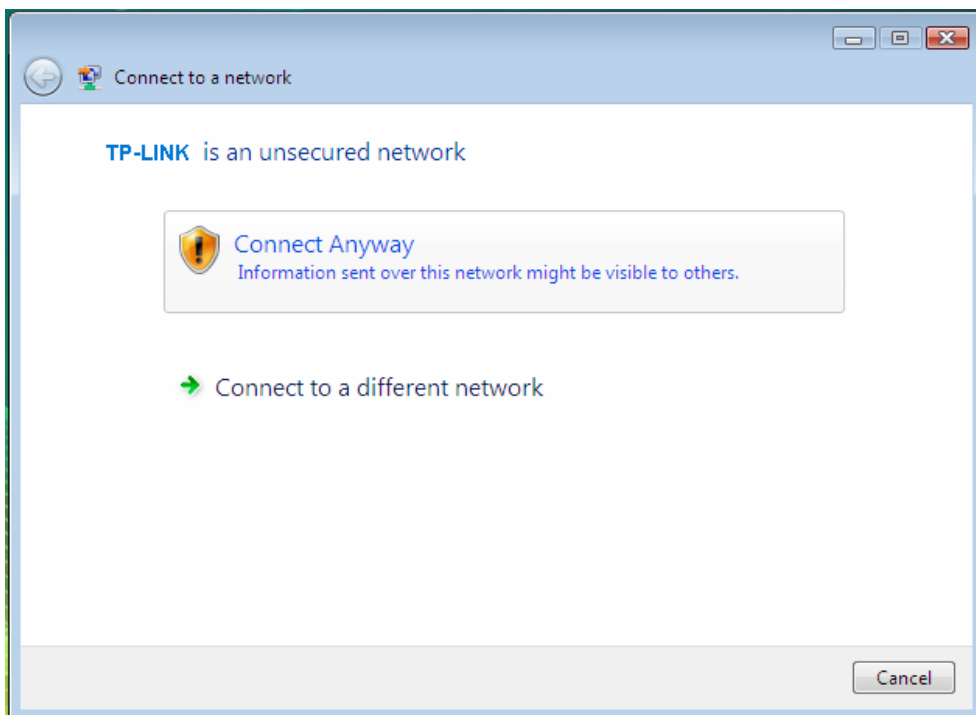 Connect to a network
TP-LINK is an unsecured network
Connect Anyway
Information sent over this network might be visible to others.
Connect to a different network
Cancel